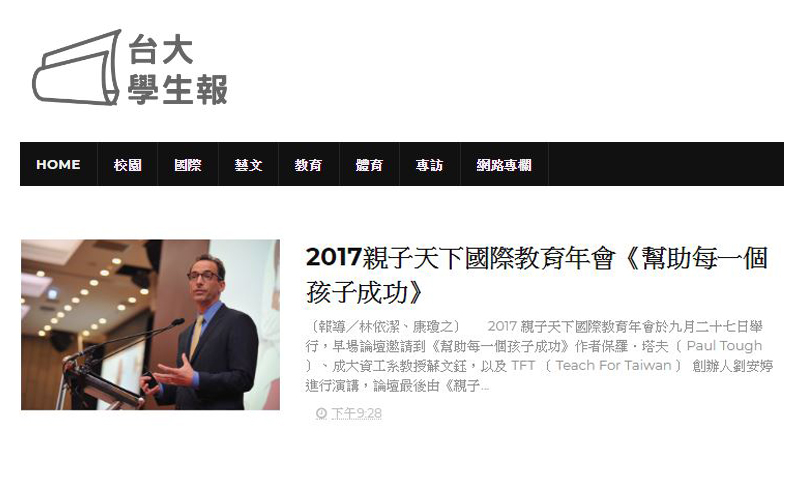 台大
學生報
HOME
校園
國際
藝文
教育
體育
專訪
網路專欄
2017親子天下國際教育年會《幫助每一個
孩子成功》
〔報導／林依潔、康瓊之〕 2017 親子天下國際教育年會於九月二十七日舉
行，早場論壇邀請到《幫助每一個孩子成功》作者保羅．塔夫〔 Paul Tough
〕、成大資工系教授蘇文鈺，以及 TFT 〔 Teach For Taiwan 〕 創辦人劉安婷
進行演講，論壇最後由《親子...
下午9:28